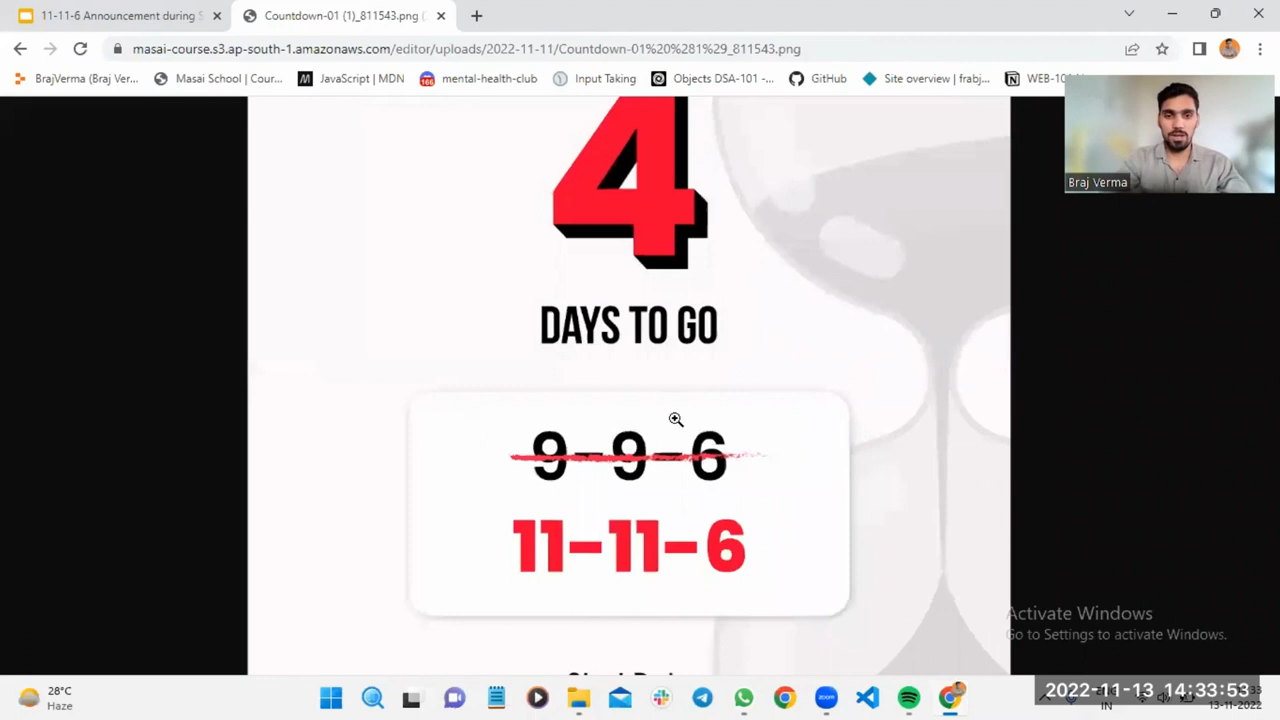 11-11-6 Announcement during S
Countdown-01 (1)_811543.png (
masai-course.s3.ap-south-1.amazonaws.com/editor/uploads/2022-11-11/Countdown-01%20%281%29_811543.png
BrajVerma (Braj Ver...
Masai School | Cour...
JavaScript | MDN
mental-health-club
Input Taking
Objects DSA-101 -...
GitHub
Site overview | frabj...
Braj Verma
4
DAYS TO GO
9-9-6
11-11-6
Activate Windows
Go to Settings to activate Windows.
28°C
Haze
IN
2022-11-13 14:33:53
13-11-2022